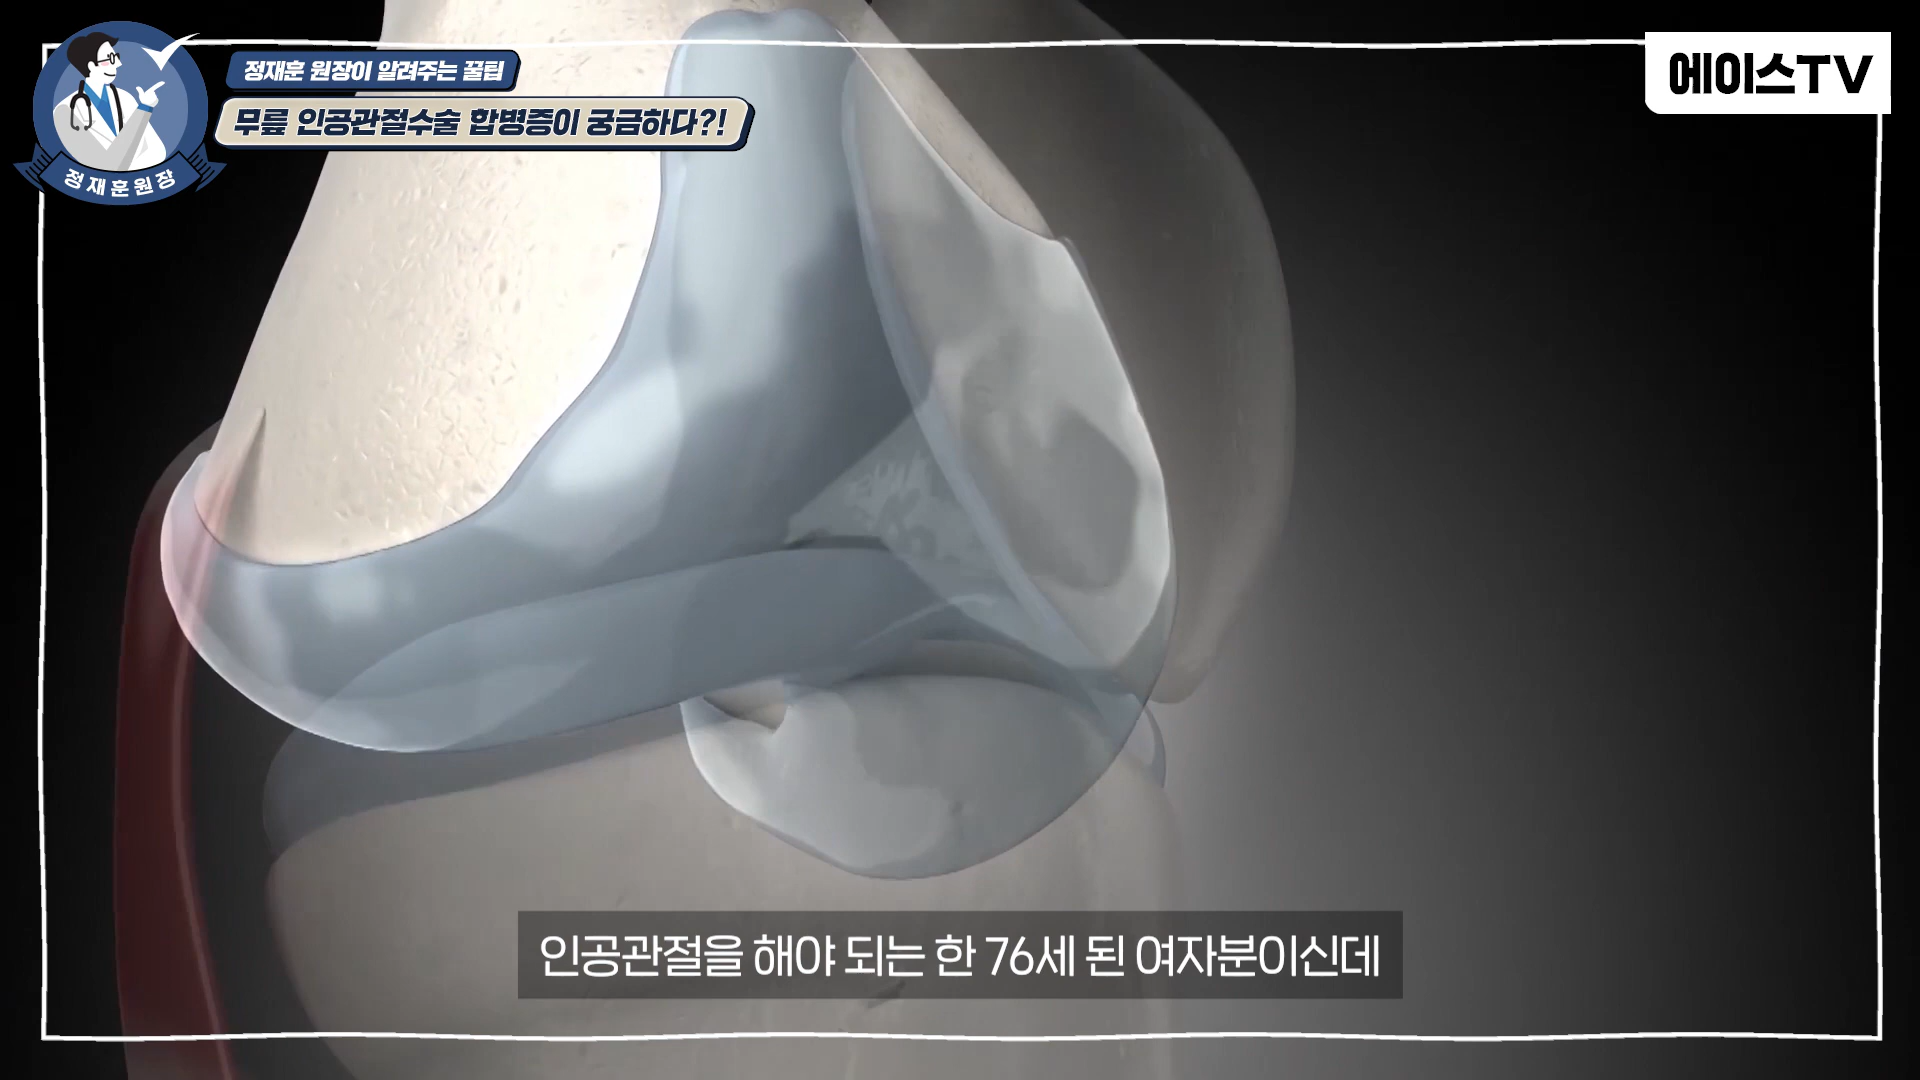 정재훈 원장이 알려주는 꿀팁
무릎 인공관절수술 합병증이 궁금하다?!
정재훈원장
에이스TV
인공관절을 해야 되는 한 76세 된 여자분이신데